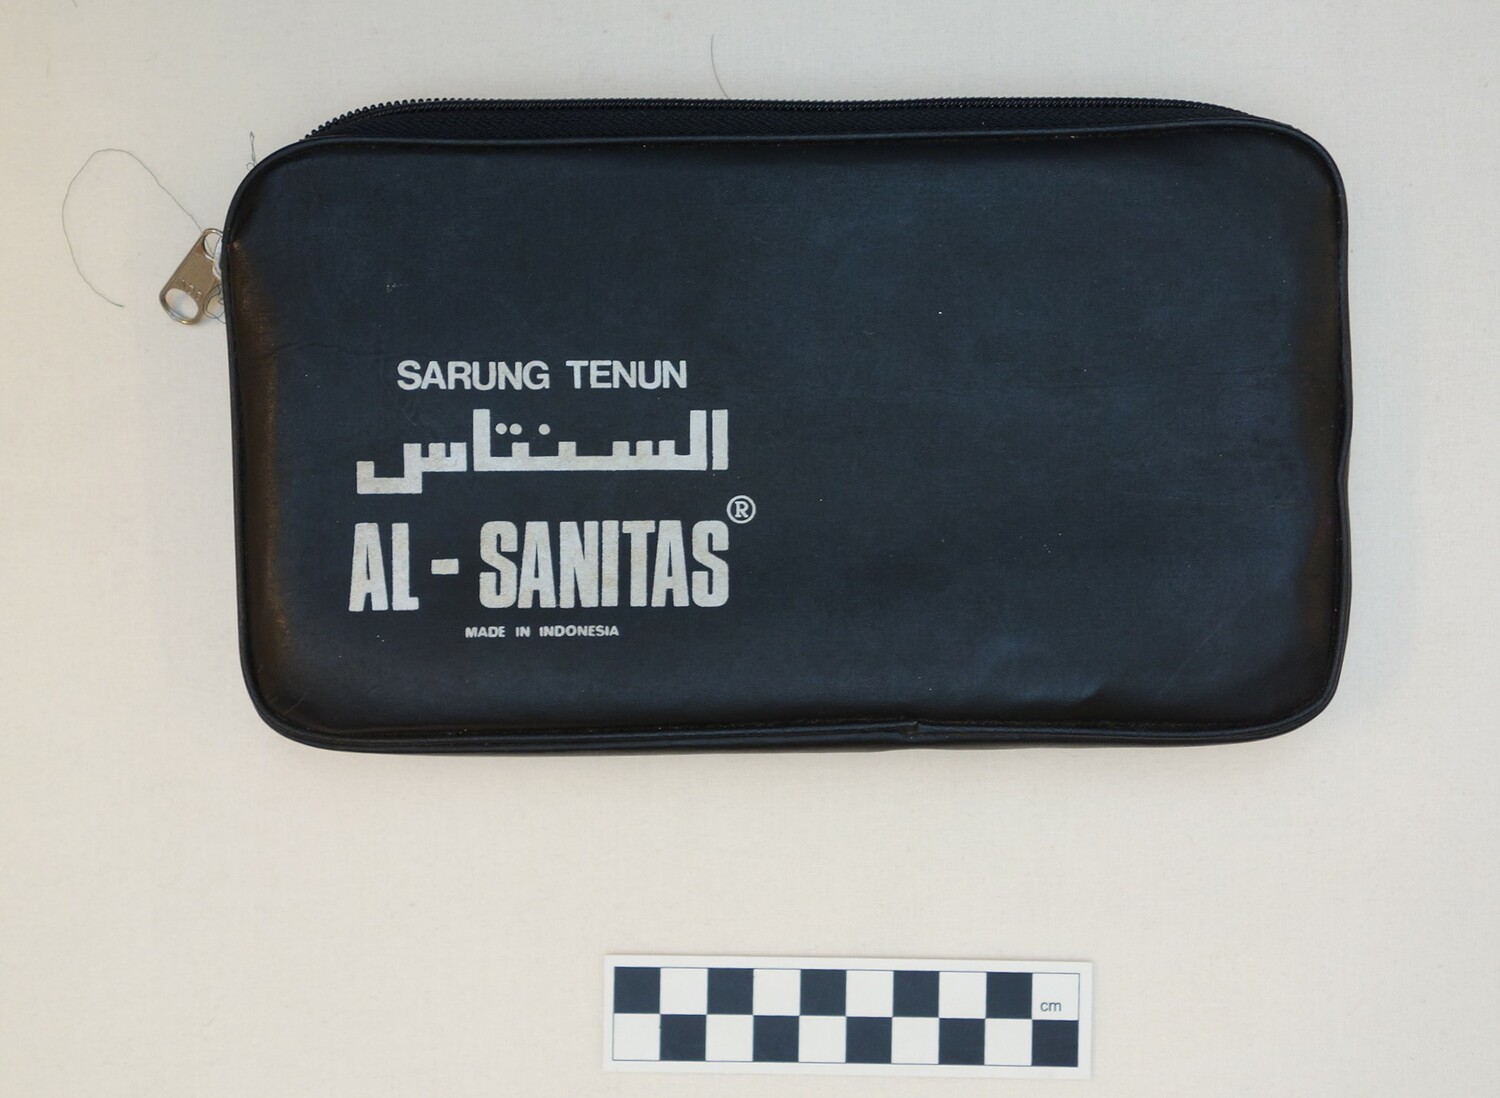 SARUNG TENUN
السنتاس
AL - SANITAS ®
MADE IN INDONESIA
cm